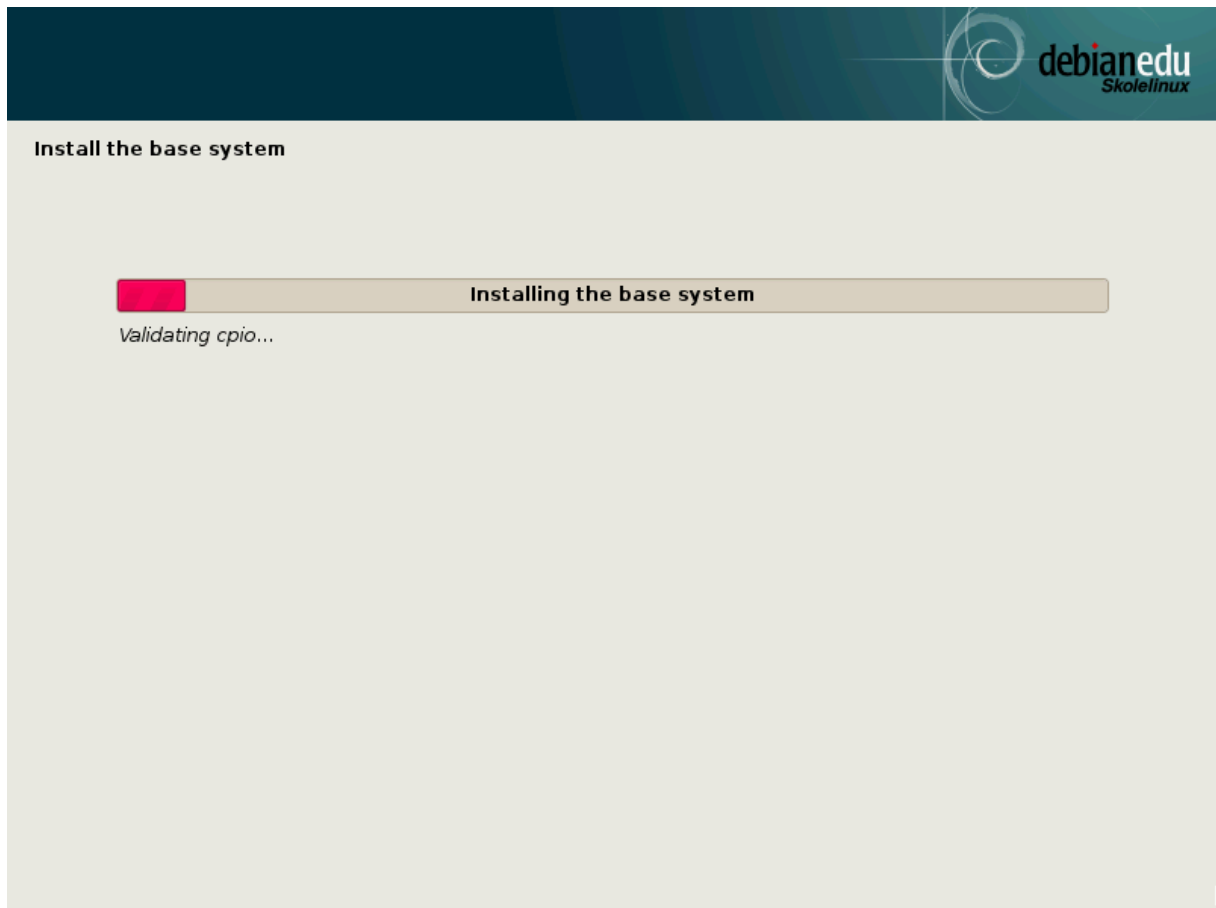 debianedu
Skolelinux
Install the base system
Installing the base system
Validating cpio...